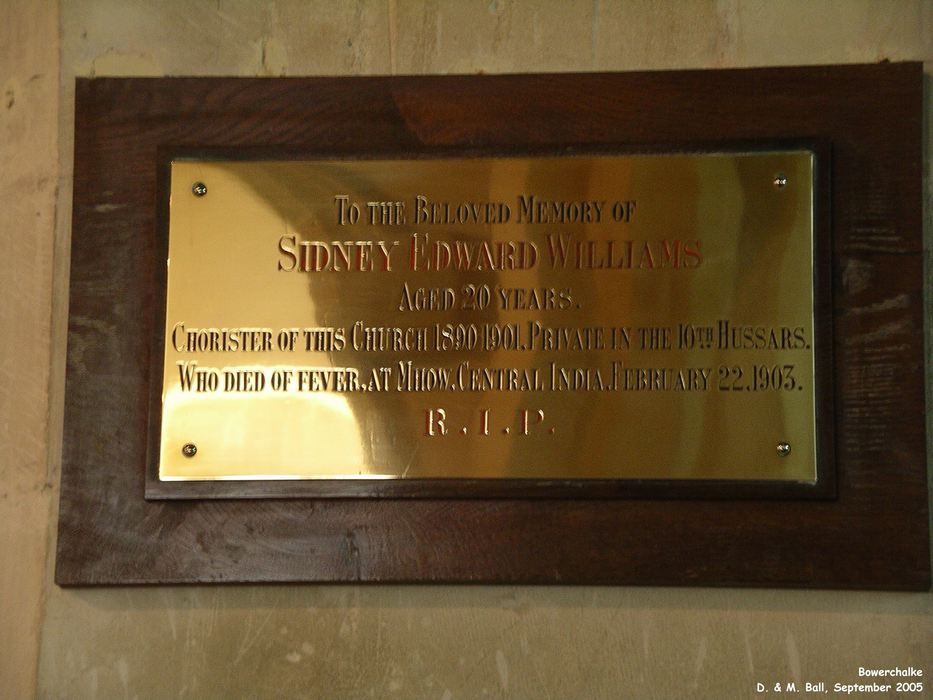 To the Beloved Memory of
Sidney Edward Williams
Aged 20 years.
Chorister of this Church 1890 1901, Private in the 10th Hussars.
Who died of fever, at Mhow, Central India, February 22, 1903.
R.I.P.
Bowerchalke
D. & M. Ball, September 2005